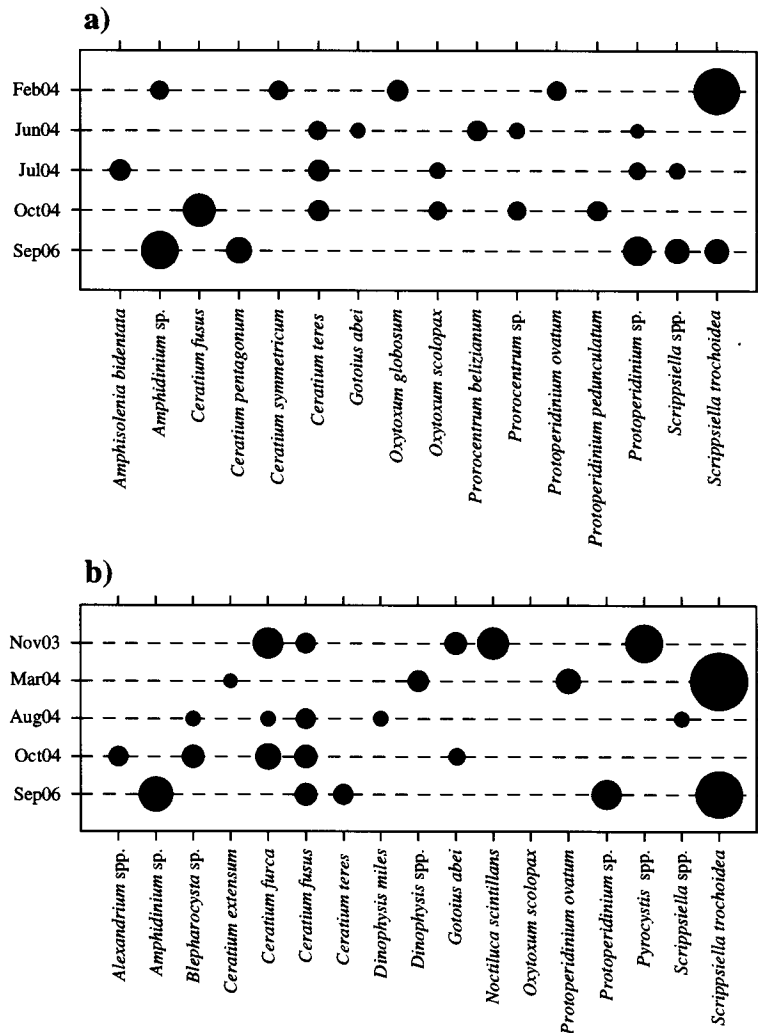 a)
Feb04
Jun04
Jul04
Oct04
Sep06
Amphisolenia bidentata
Amphidinium sp.
Ceratium fusus
Ceratium pentagonum
Ceratium symmetricum
Ceratium teres
Gotoius abei
Oxytoxum globosum
Oxytoxum scolopax
Prorocentrum belizianum
Prorocentrum sp.
Protoperidinium ovatum
Protoperidinium pedunculatum
Protoperidinium sp.
Scrippsiella spp.
Scrippsiella trochoidea
b)
Nov03
Mar04
Aug04
Oct04
Sep06
Alexandrium spp.
Amphidinium sp.
Blepharocysta sp.
Ceratium extensum
Ceratium furca
Ceratium fusus
Ceratium teres
Dinophysis miles
Dinophysis spp.
Gotoius abei
Noctiluca scintillans
Oxytoxum scolopax
Protoperidinium ovatum
Protoperidinium sp.
Pyrocystis spp.
Scrippsiella spp.
Scrippsiella trochoidea